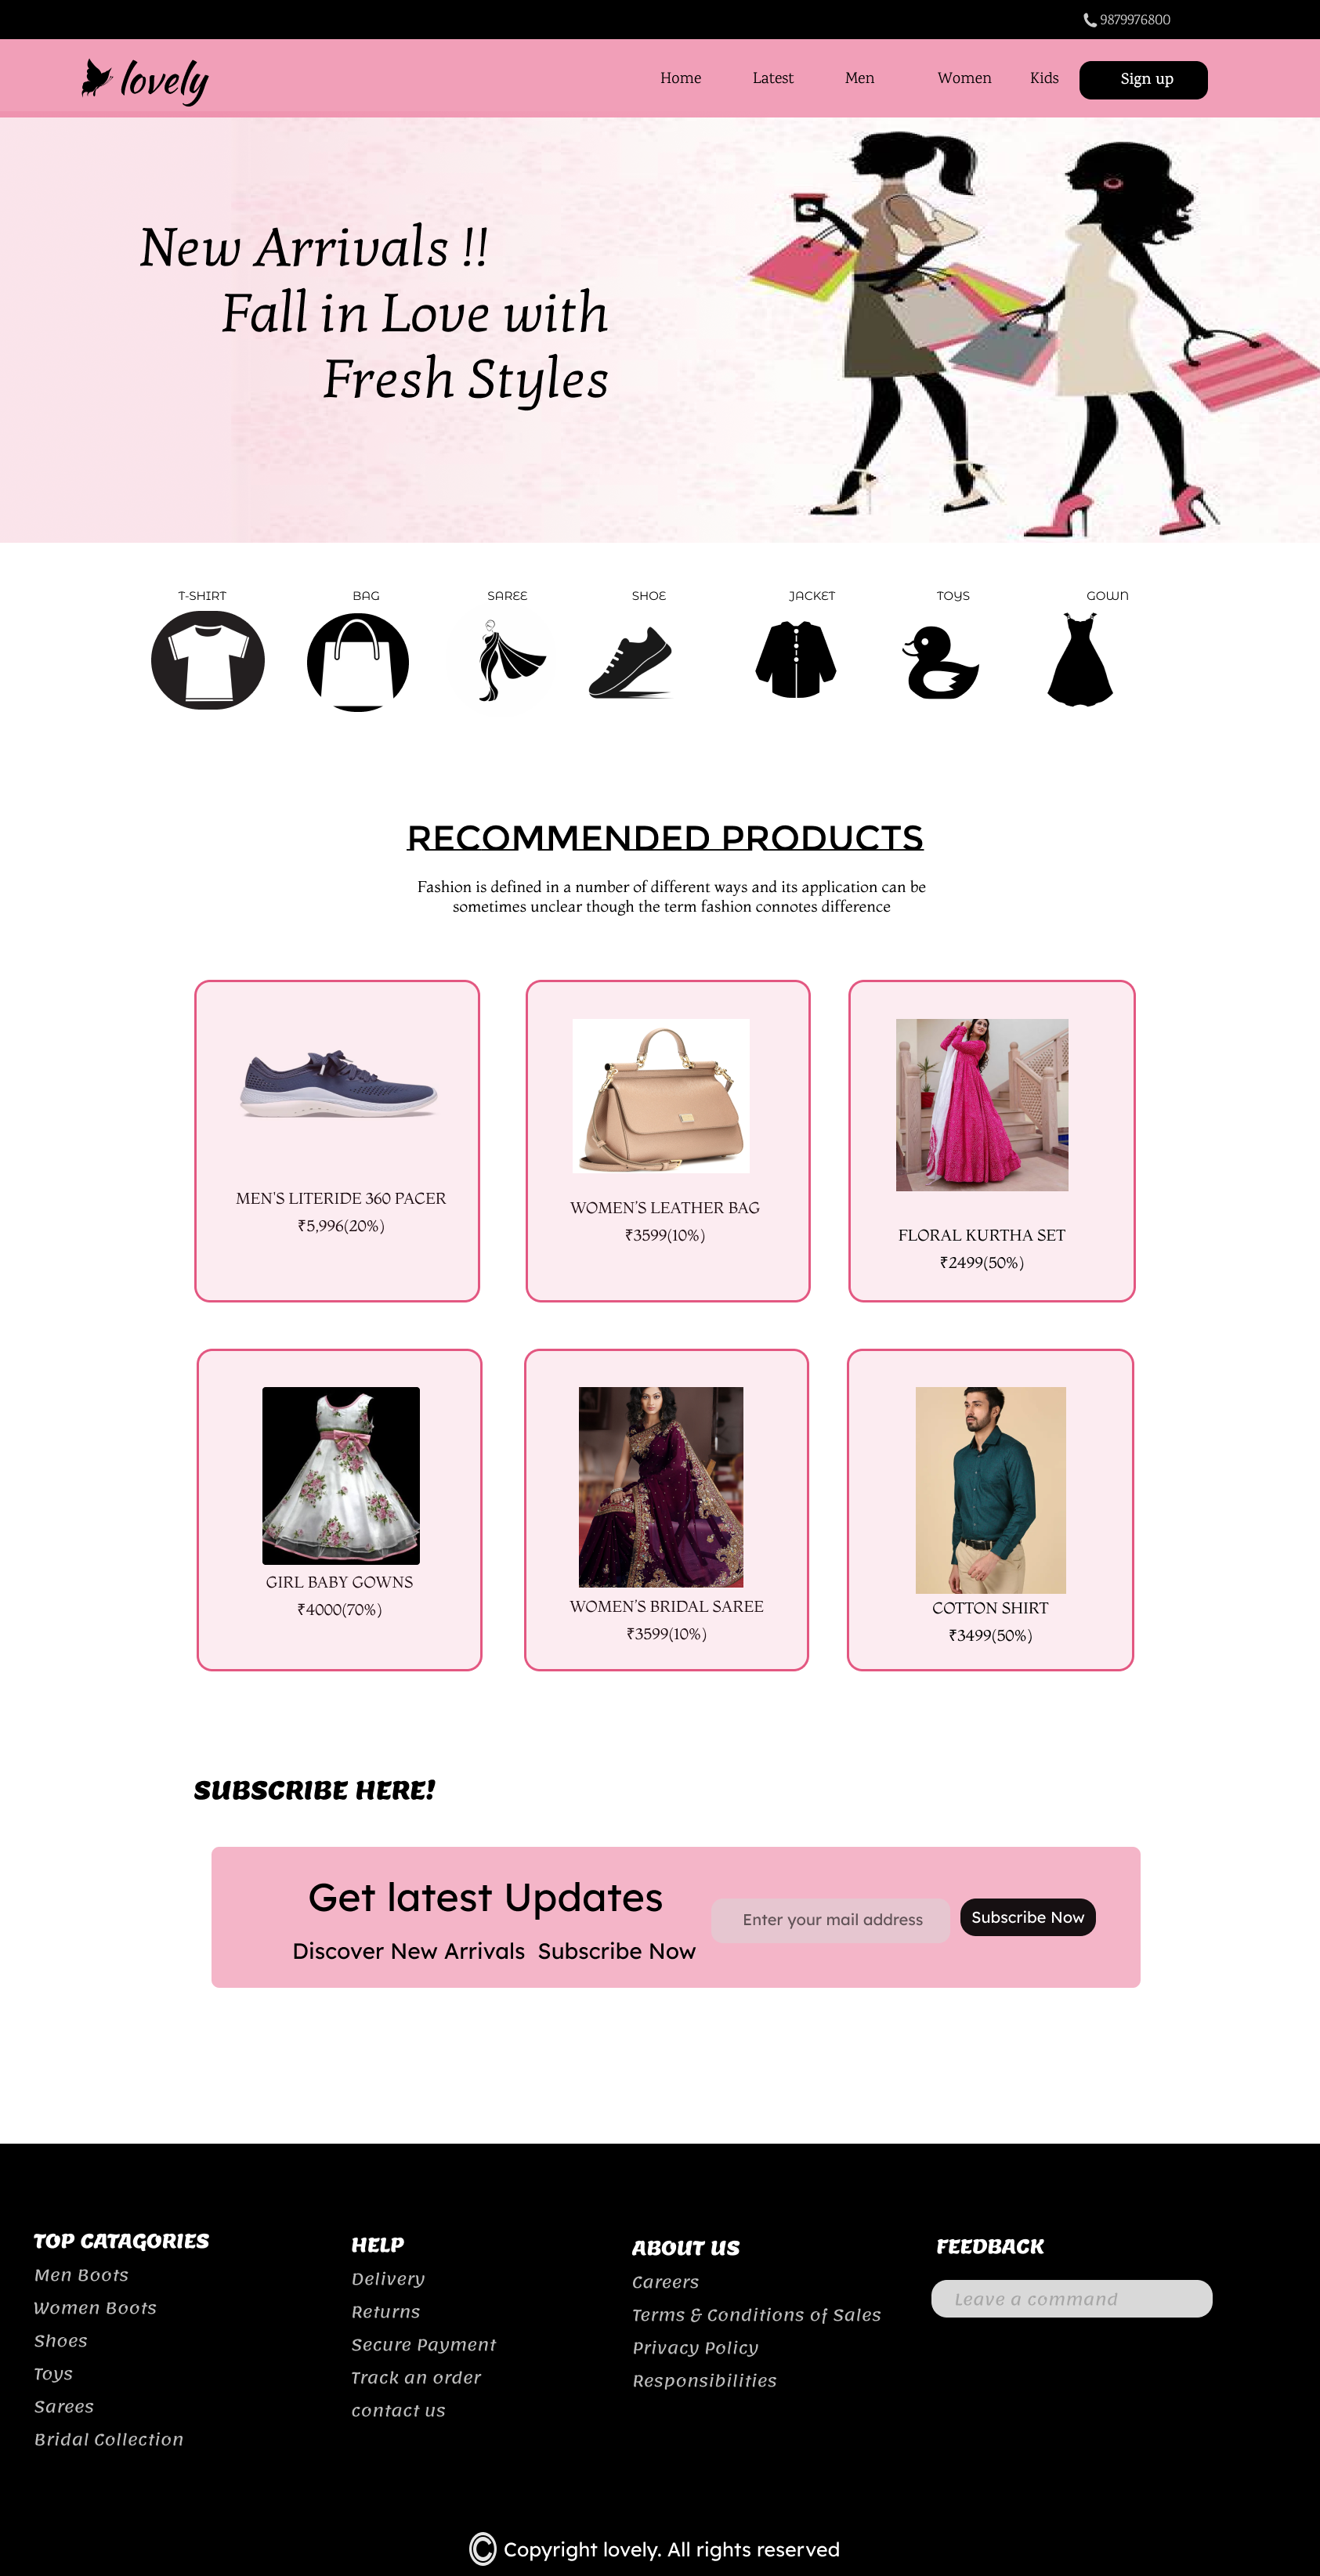 9879976800
lovely
Home Latest Men Women Kids Sign up
New Arrivals !!
Fall in Love with
Fresh Styles
T-SHIRT BAG SAREE SHOE JACKET TOYS GOWN
RECOMMENDED PRODUCTS
Fashion is defined in a number of different ways and its application can be
sometimes unclear though the term fashion connotes difference
MEN'S LITERIDE 360 PACER
₹5,996(20%)
WOMEN'S LEATHER BAG
₹3599(10%)
FLORAL KURTHA SET
₹2499(50%)
GIRL BABY GOWNS
₹4000(70%)
WOMEN'S BRIDAL SAREE
₹3599(10%)
COTTON SHIRT
₹3499(50%)
SUBSCRIBE HERE!
Get latest Updates
Discover New Arrivals Subscribe Now
Enter your mail address
Subscribe Now
TOP CATAGORIES
Men Boots
Women Boots
Shoes
Toys
Sarees
Bridal Collection
HELP
Delivery
Returns
Secure Payment
Track an order
contact us
ABOUT US
Careers
Terms & Conditions of Sales
Privacy Policy
Responsibilities
FEEDBACK
Leave a command
© Copyright lovely. All rights reserved